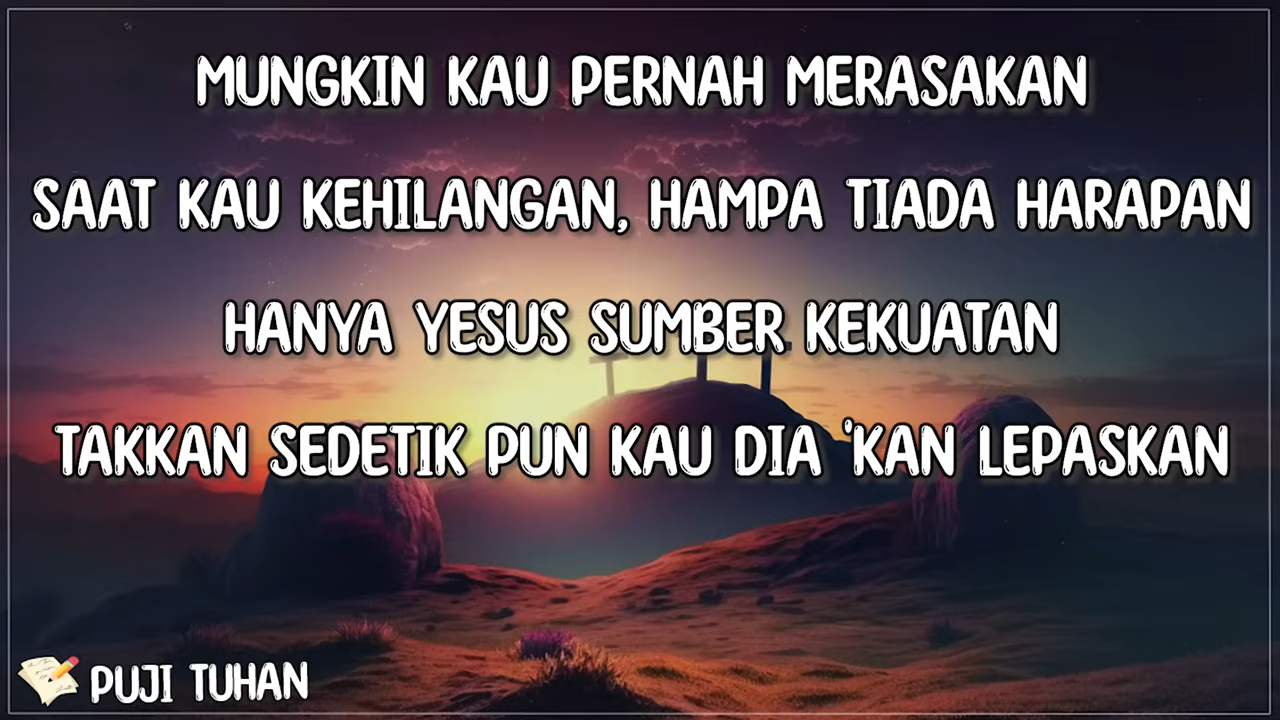 MUNGKIN KAU PERNAH MERASAKAN
SAAT KAU KEHILANGAN, HAMPA TIADA HARAPAN
HANYA YESUS SUMBER KEKUATAN
TAKKAN SEDETIK PUN KAU DIA 'KAN LEPASKAN
PUJI TUHAN